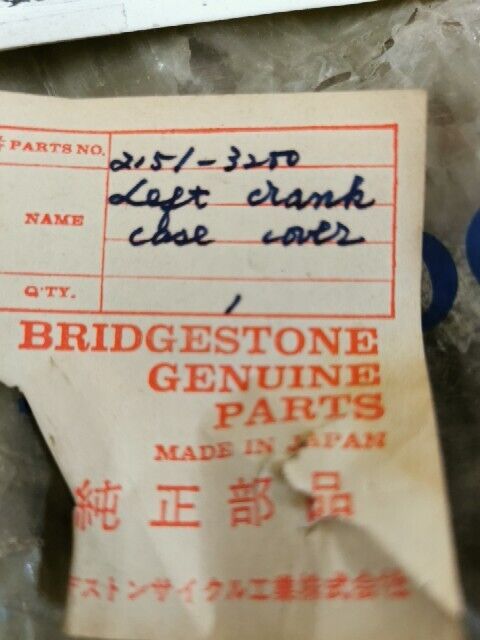 PARTS NO. 2151-3250
NAME Left crank
case cover
Q'TY. 1
BRIDGESTONE
GENUINE
PARTS
MADE IN JAPAN
純正部品
ヂストンサイクル工業株式会社